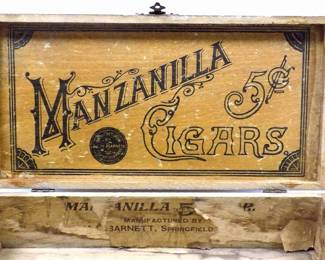 MANZANILLA
5¢
CIGARS.
MANZANILLA 5
MANUFACTURED BY
BARNETT, SPRINGFIELD